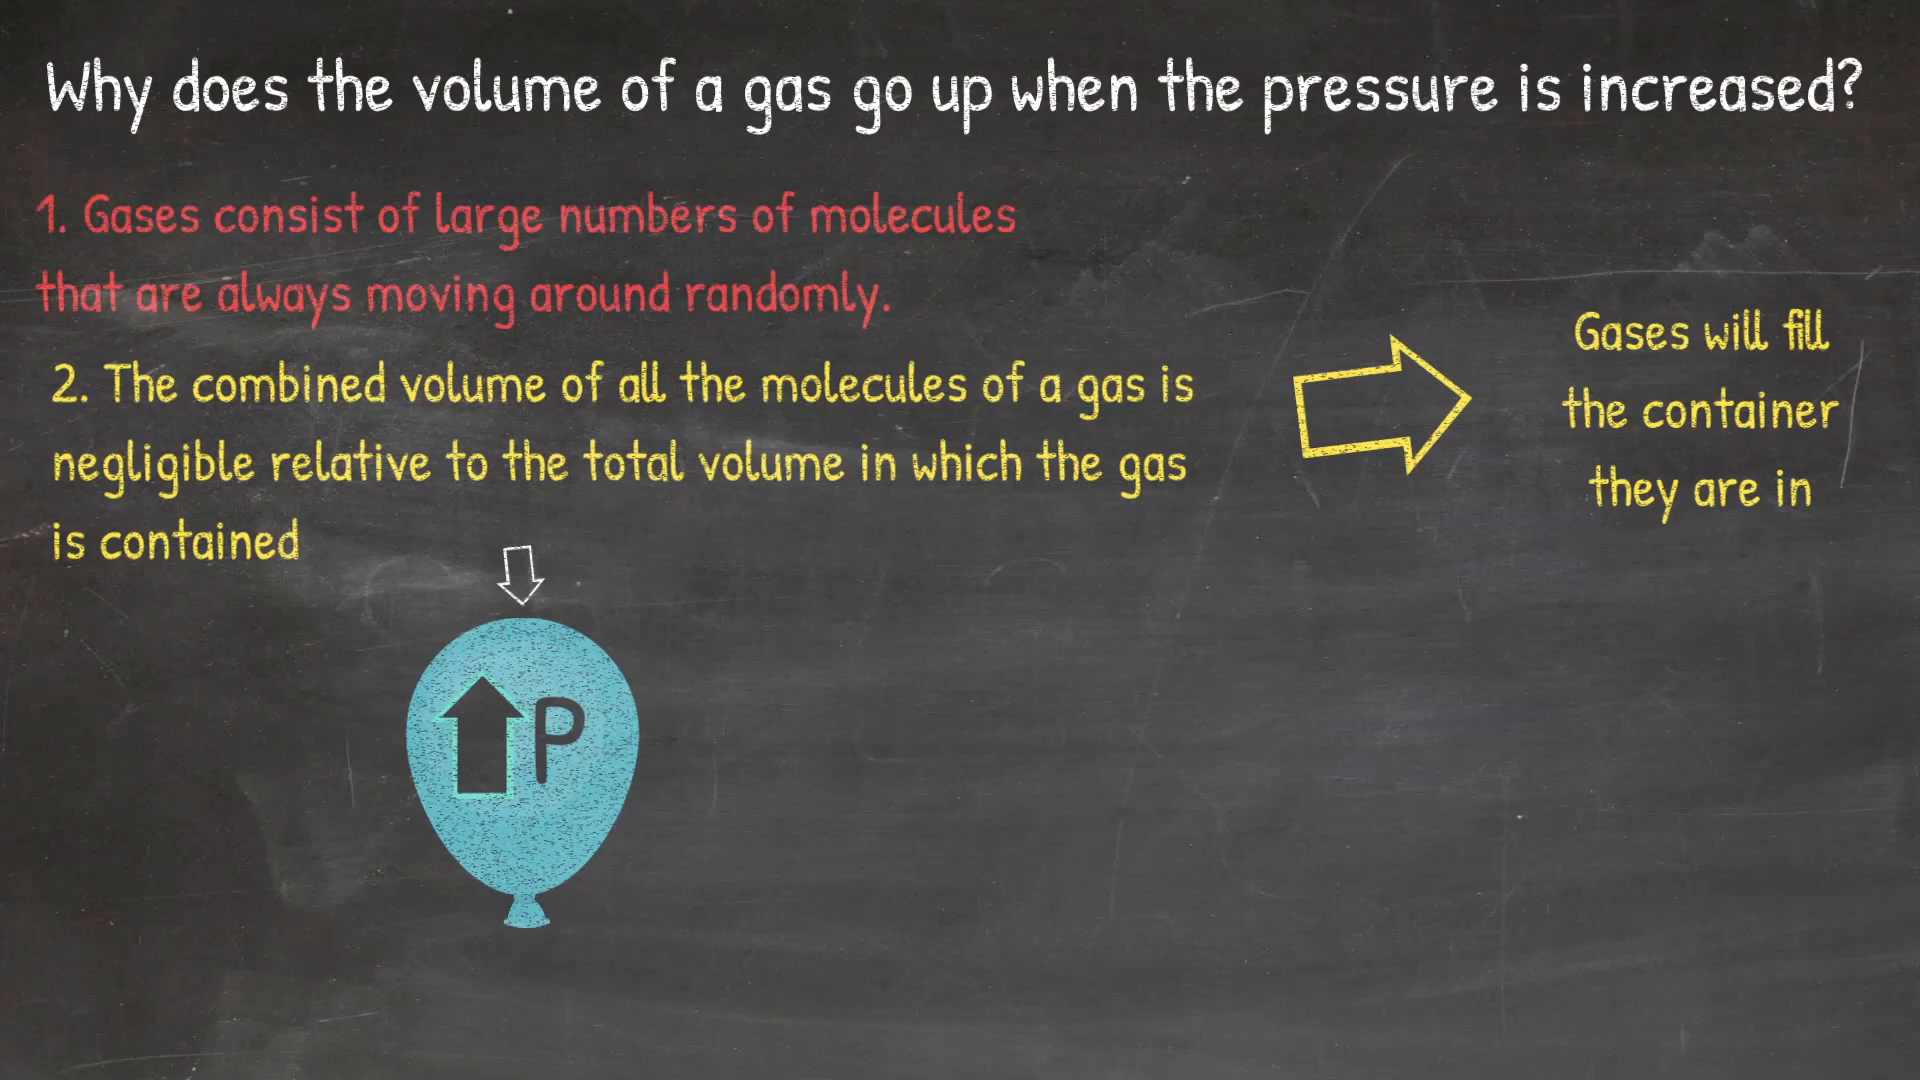 Why does the volume of a gas go up when the pressure is increased?
1. Gases consist of large numbers of molecules
that are always moving around randomly.
2. The combined volume of all the molecules of a gas is
negligible relative to the total volume in which the gas
is contained
Gases will fill
the container
they are in
P